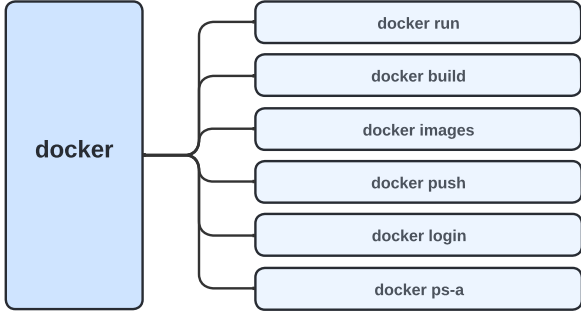 docker
docker run
docker build
docker images
docker push
docker login
docker ps-a